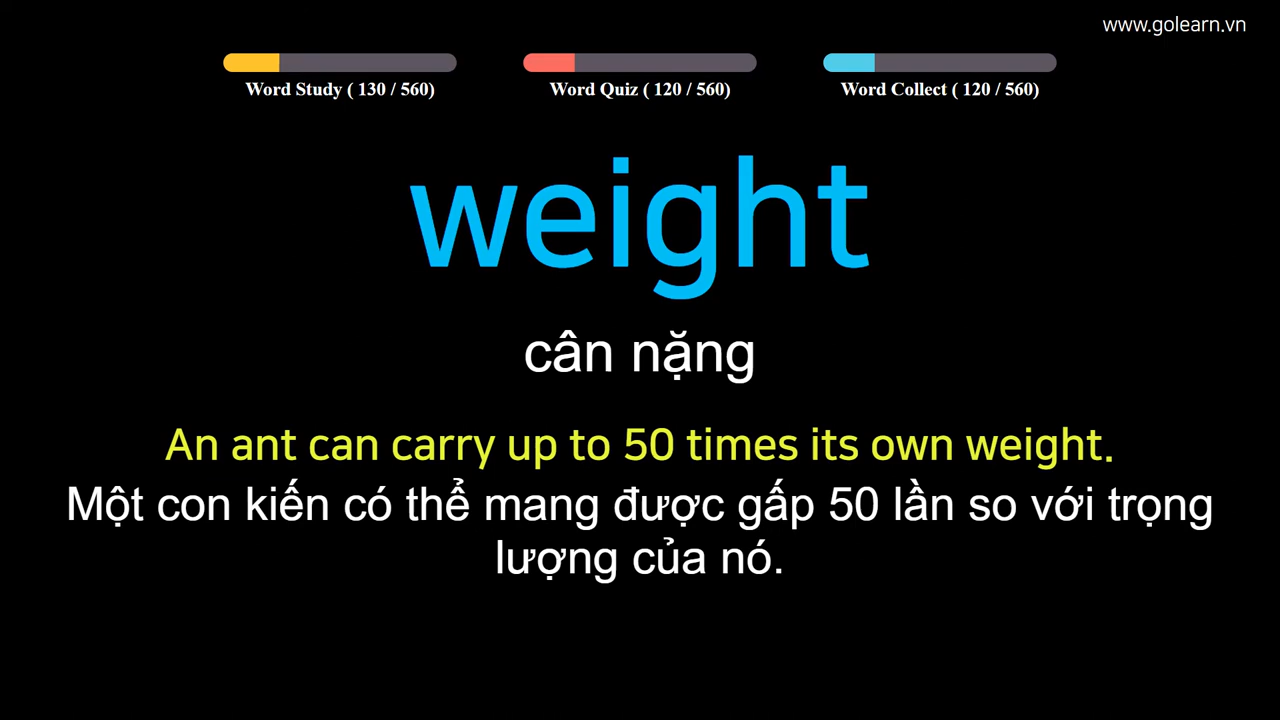 www.golearn.vn
Word Study ( 130 / 560)
Word Quiz ( 120 / 560)
Word Collect ( 120 / 560)
weight
cân nặng
An ant can carry up to 50 times its own weight.
Một con kiến có thể mang được gấp 50 lần so với trọng
lượng của nó.